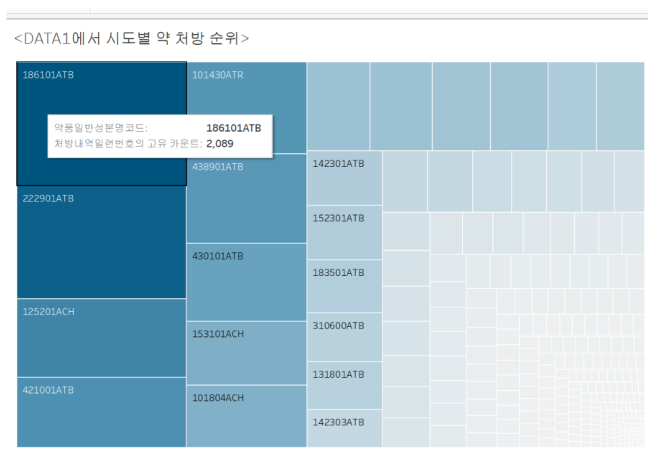 <DATA1에서 시도별 약 처방 순위>
186101ATB
101430ATR
약품일반성분명코드: 186101ATB
처방내역일련번호의 고유 카운트: 2,089
438901ATB
142301ATB
222901ATB
152301ATB
430101ATB
183501ATB
125201ACH
310600ATB
153101ACH
131801ATB
421001ATB
101804ACH
142303ATB